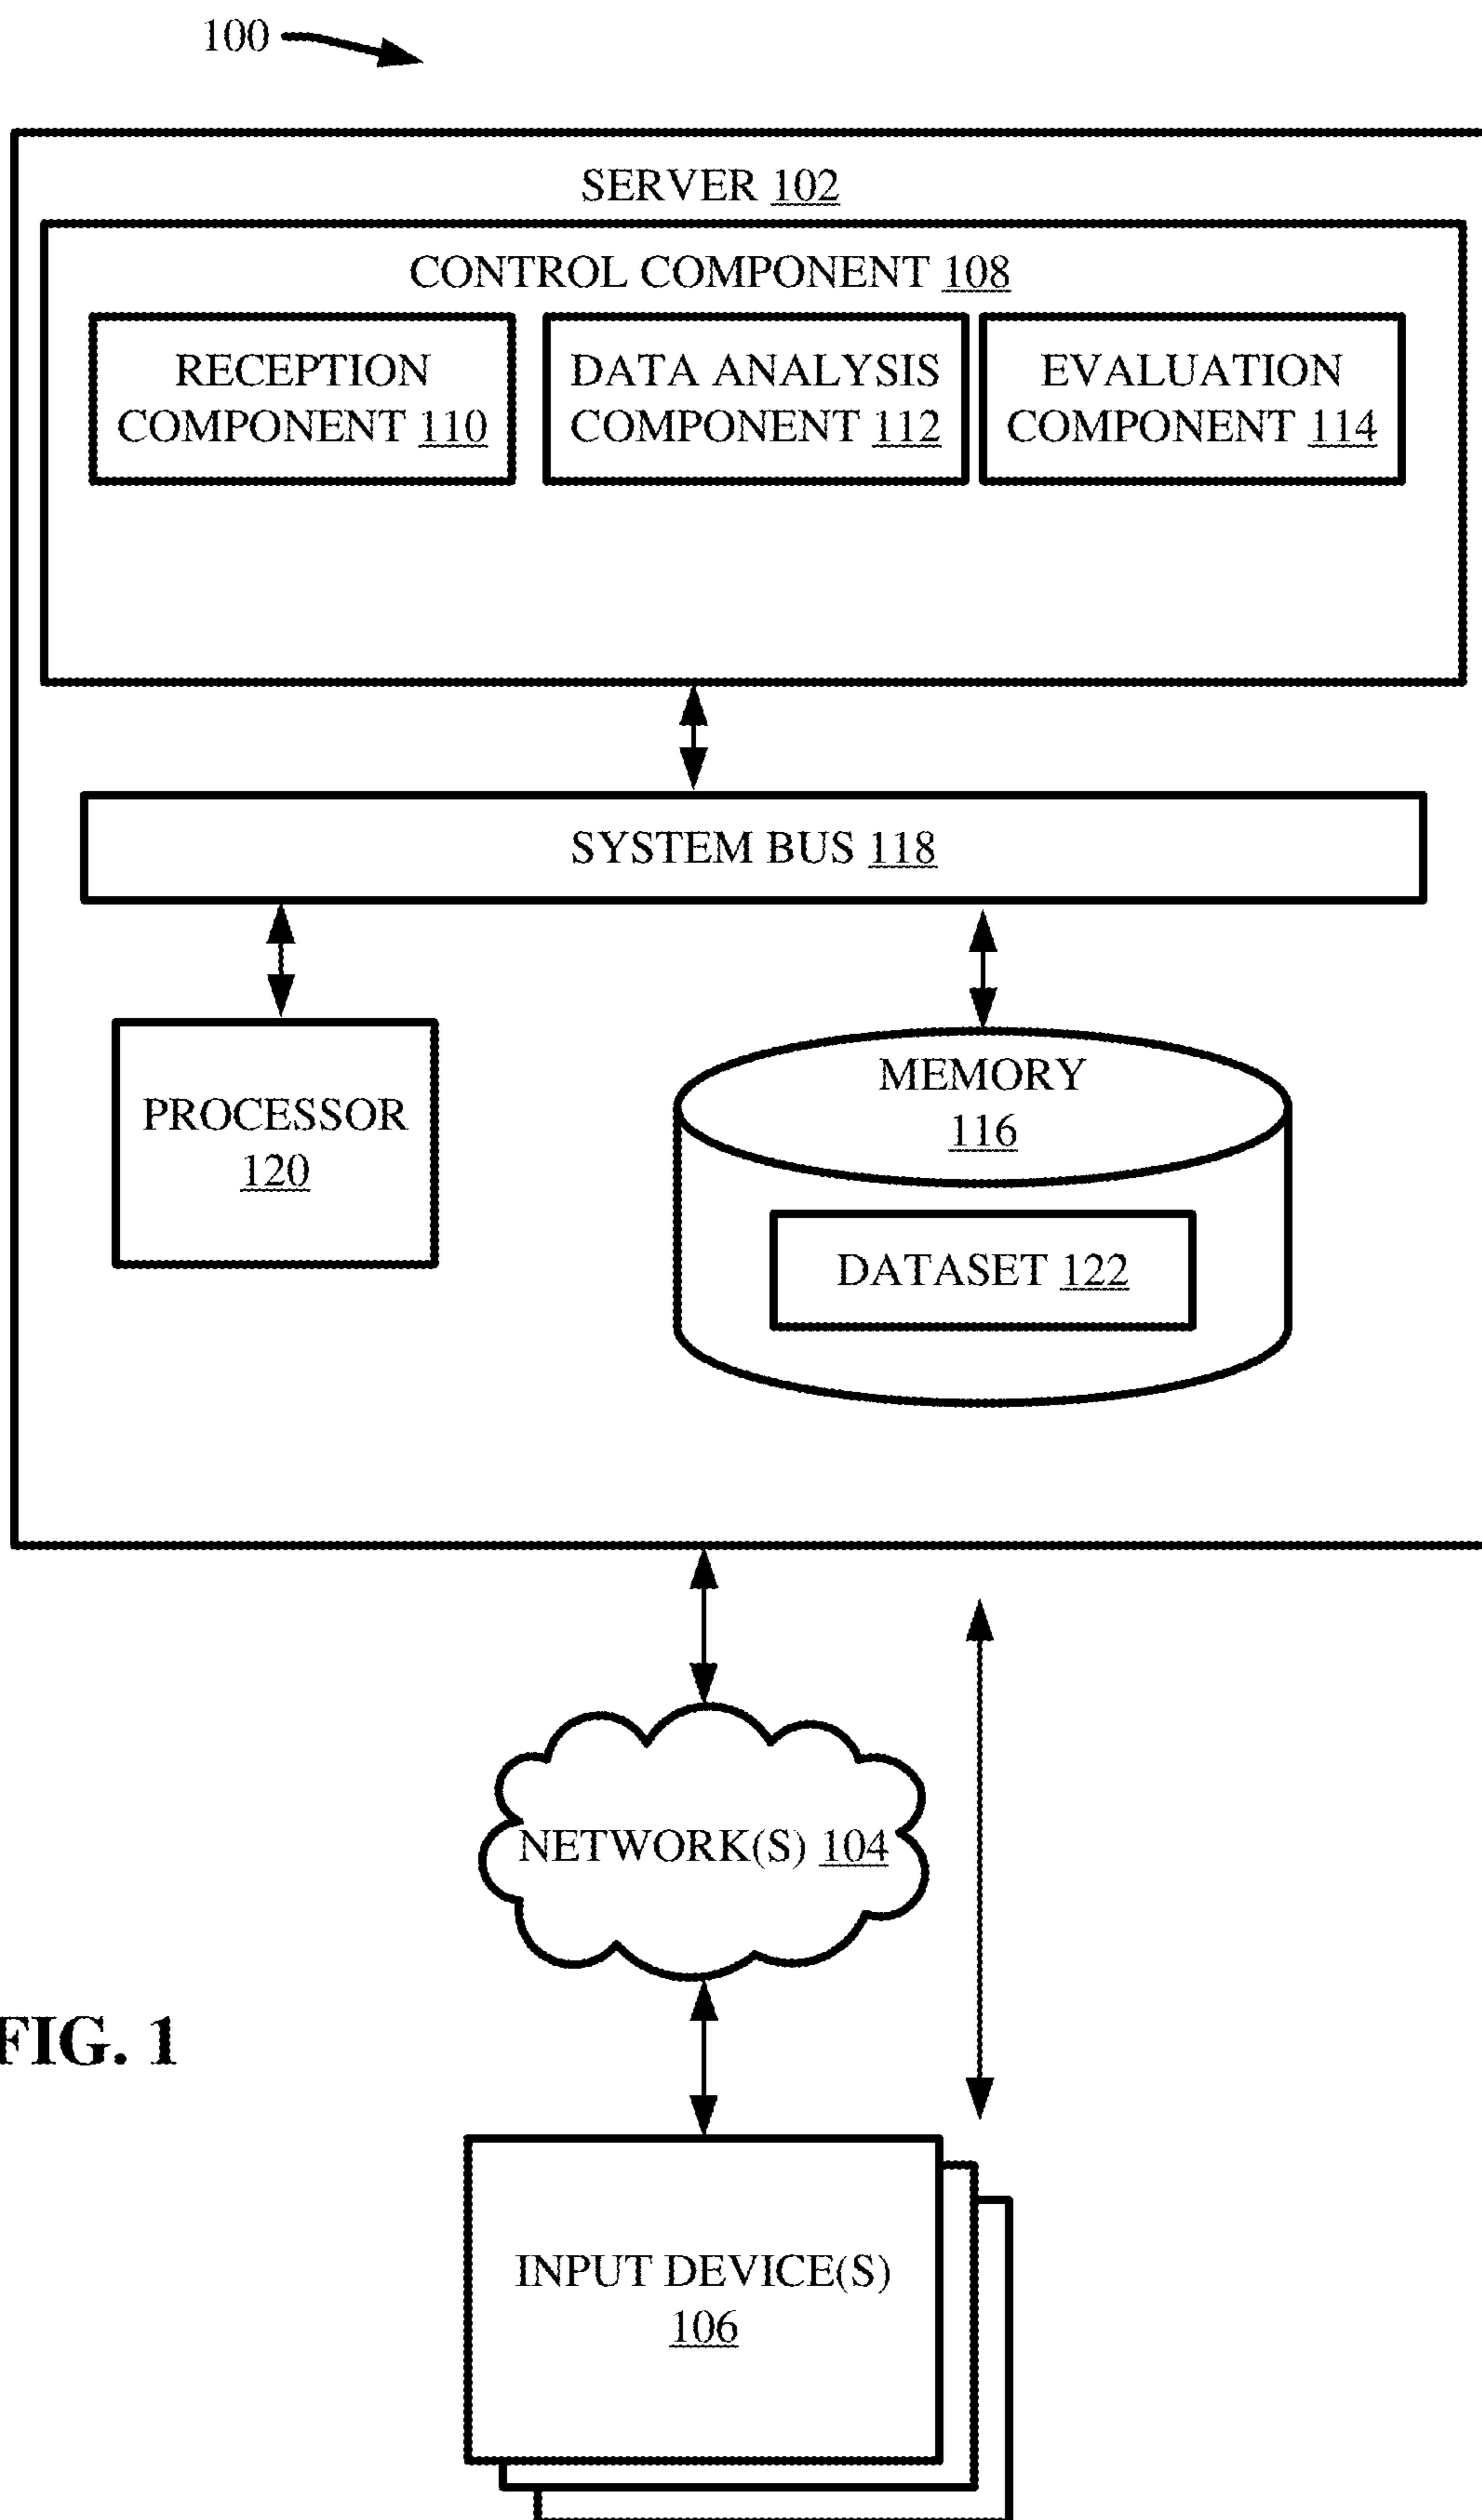 100
SERVER 102
CONTROL COMPONENT 108
RECEPTION
COMPONENT 110
DATA ANALYSIS
COMPONENT 112
EVALUATION
COMPONENT 114
SYSTEM BUS 118
PROCESSOR
120
MEMORY
116
DATASET 122
NETWORK(S) 104
FIG. 1
INPUT DEVICE(S)
106